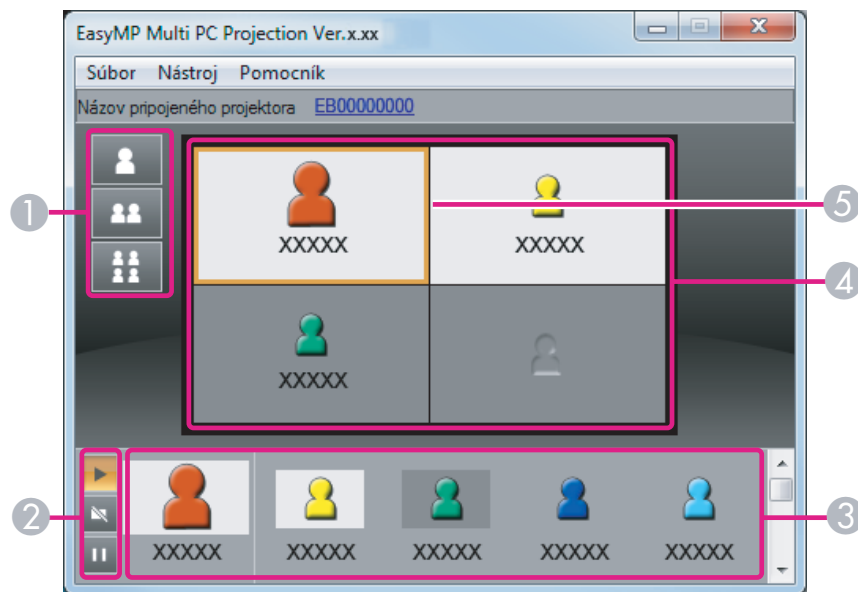 EasyMP Multi PC Projection Ver.x.xx
Súbor Nástroj Pomocník
Názov pripojeného projektora EB00000000
1
5
XXXXX XXXXX
4
XXXXX
2
3
XXXXX XXXXX XXXXX XXXXX XXXXX